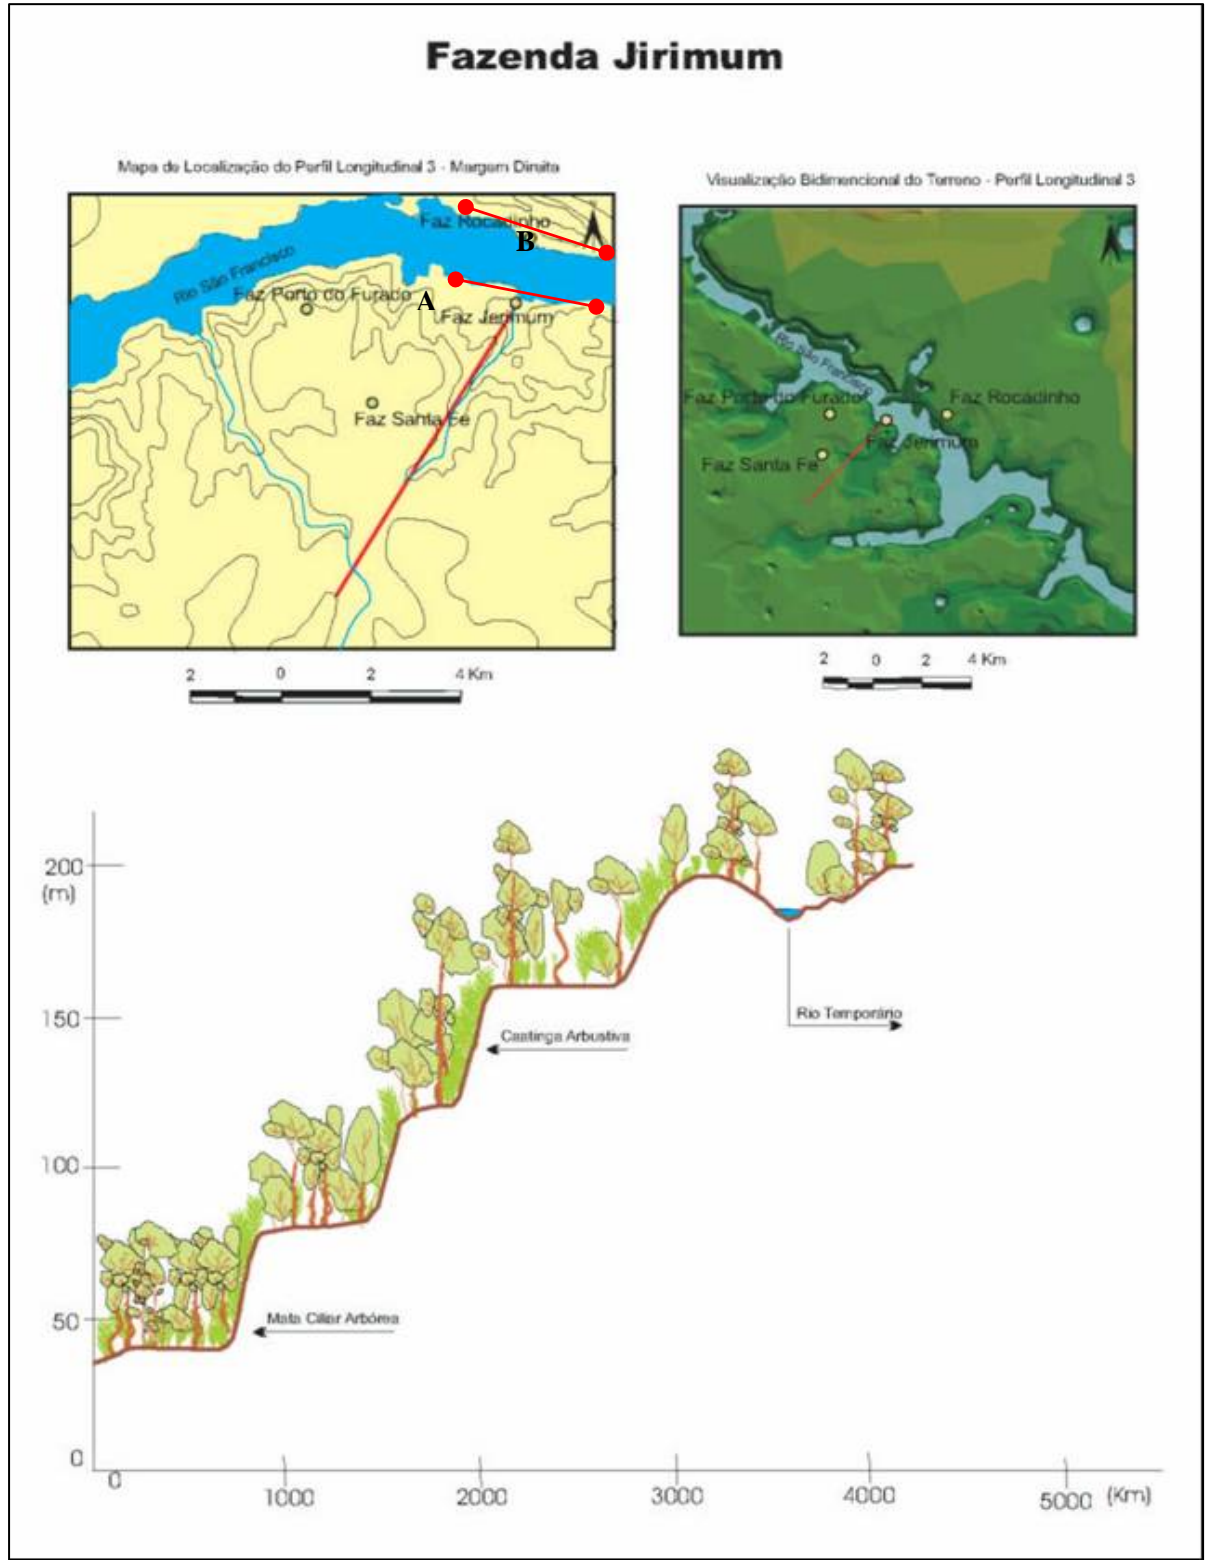 Fazenda Jirimum
Mapa de Localização do Perfil Longitudinal 3 - Margem Direita
Visualização Bidimencional do Terreno - Perfil Longitudinal 3
Faz Rocadinho
B
Rio São Francisco
Faz Porto do Furado
A
Faz Jerimum
Faz Santa Fe
2 0 2 4 Km
Rio São Francisco
Faz Porto do Furado
Faz Rocadinho
Faz Jerimum
Faz Santa Fe
2 0 2 4 Km
200
(m)
150
100
50
0
Rio Temporário
Caatinga Arbustiva
Mata Ciliar Arbórea
0 1000 2000 3000 4000 5000 (Km)